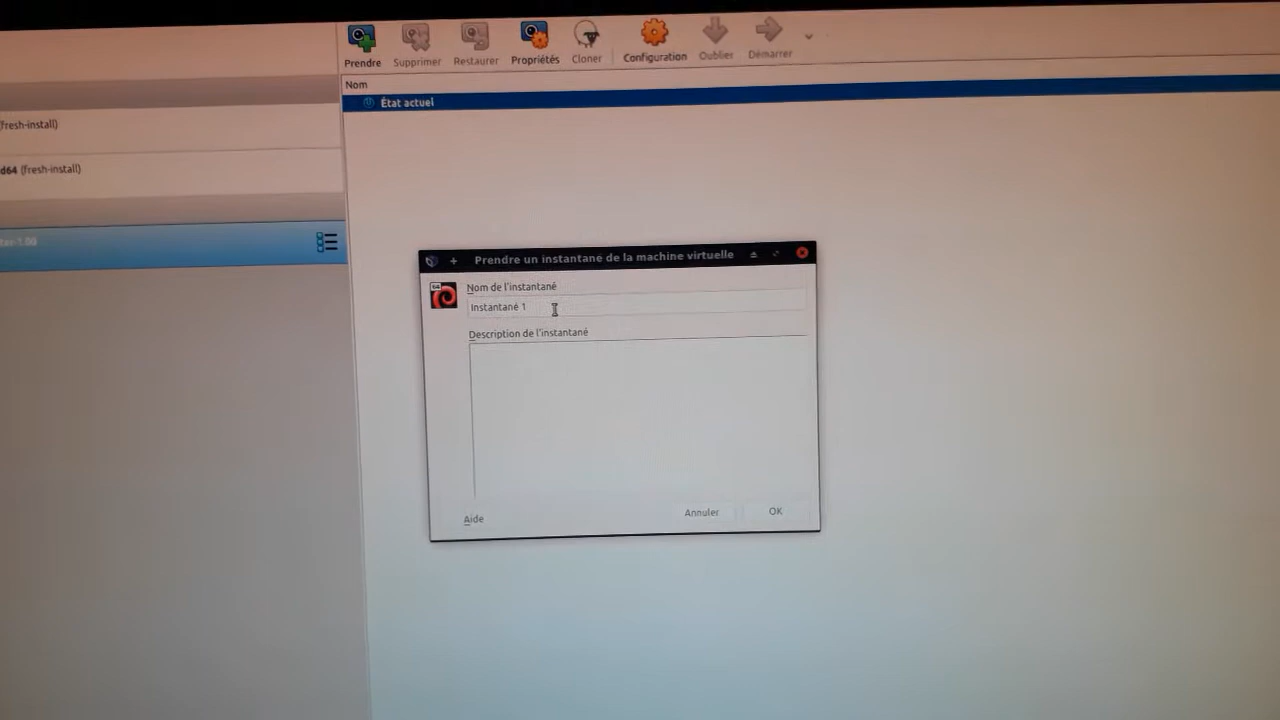 Prendre
Supprimer
Restaurer
Propriétés
Cloner
Configuration
Oublier
Démarrer
Nom
État actuel
(fresh-install)
d64 (fresh-install)
Prendre un instantané de la machine virtuelle
64
Nom de l'instantané
Instantané 1
Description de l'instantané
Aide
Annuler
OK